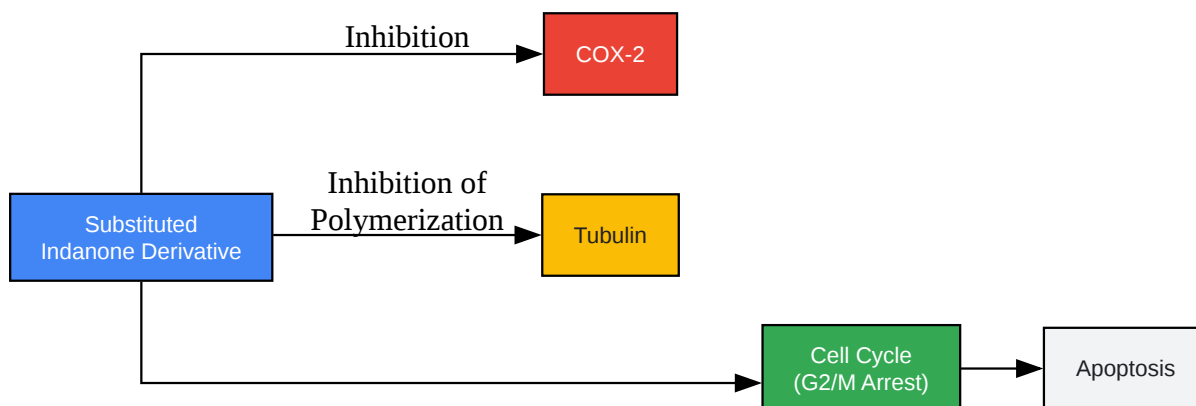 Inhibition
COX-2
Inhibition of
Polymerization
Substituted
Indanone Derivative
Tubulin
Cell Cycle
(G2/M Arrest)
Apoptosis